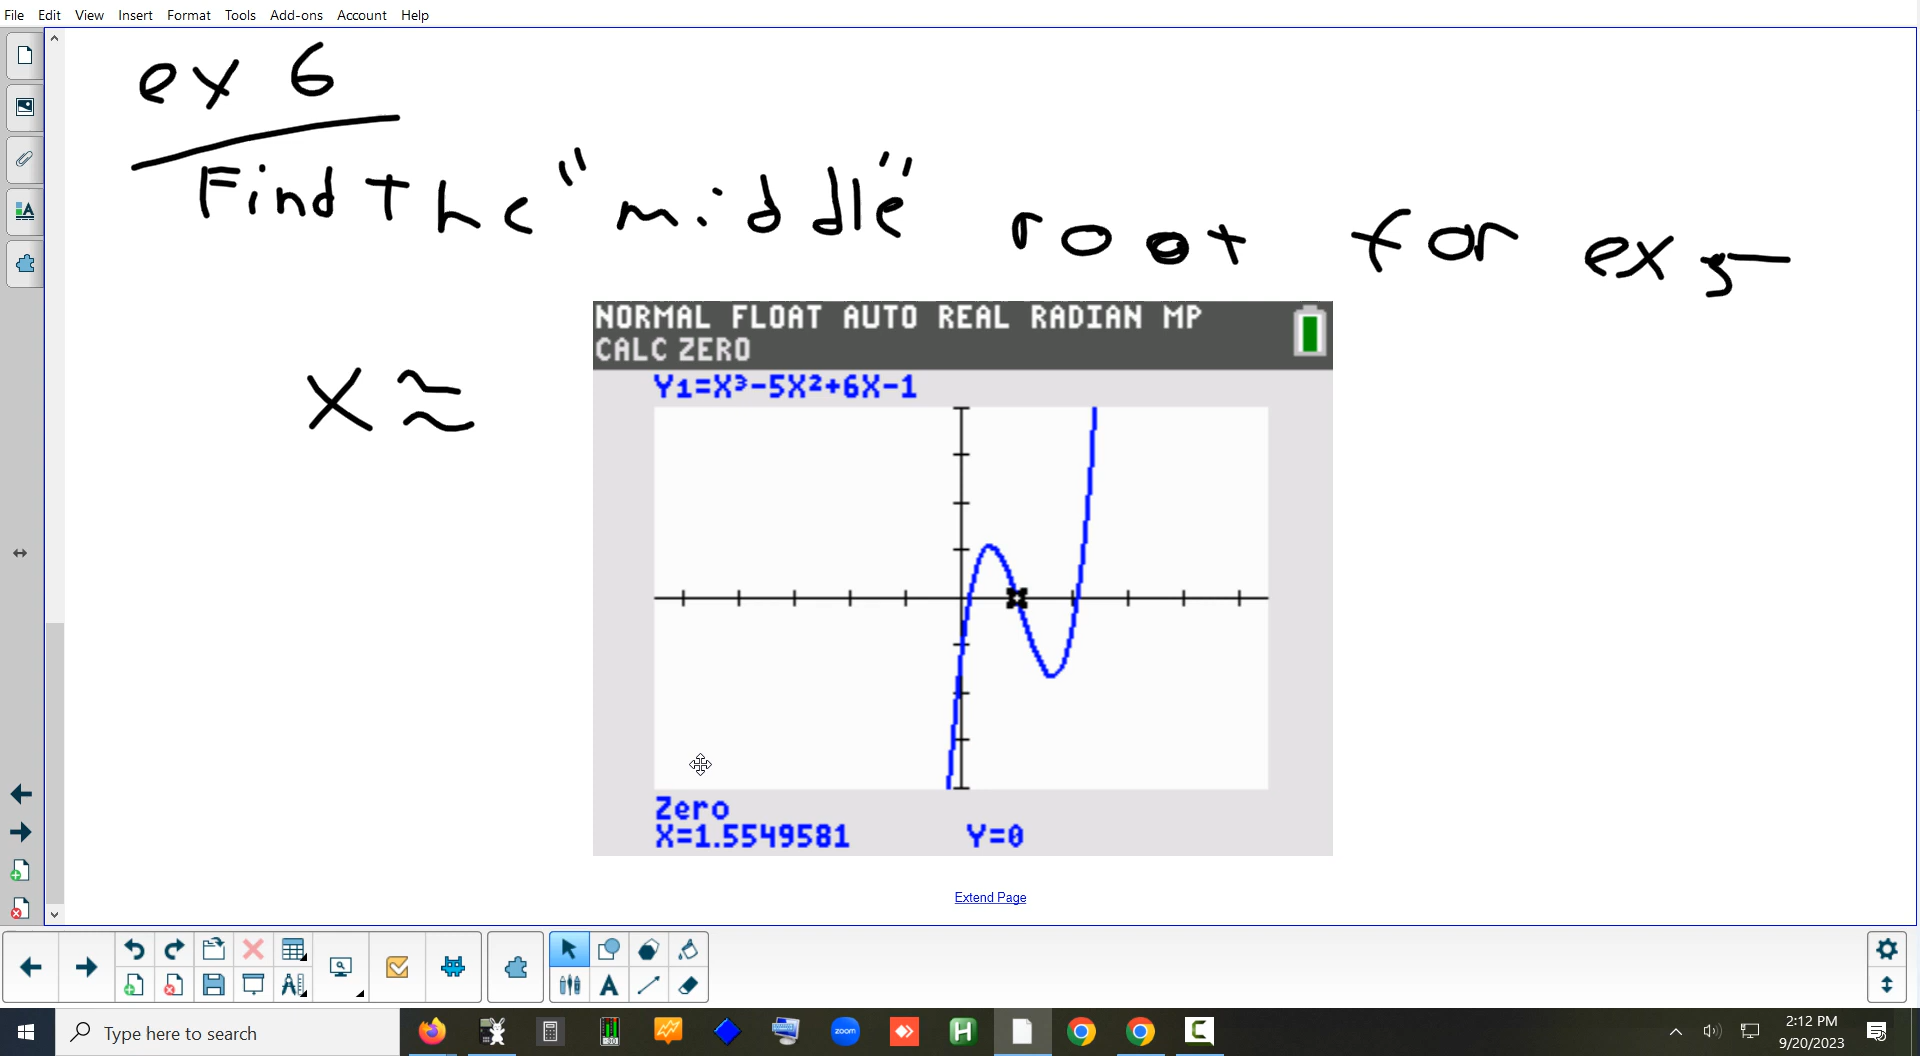 File Edit View Insert Format Tools Add-ons Account Help
ex 6
Find the "middle" root for ex 5
X ≈
NORMAL FLOAT AUTO REAL RADIAN MP
CALC ZERO
Y1=X³-5X²+6X-1
Zero
X=1.5549581 Y=0
Extend Page
Type here to search
zoom
2:12 PM
9/20/2023